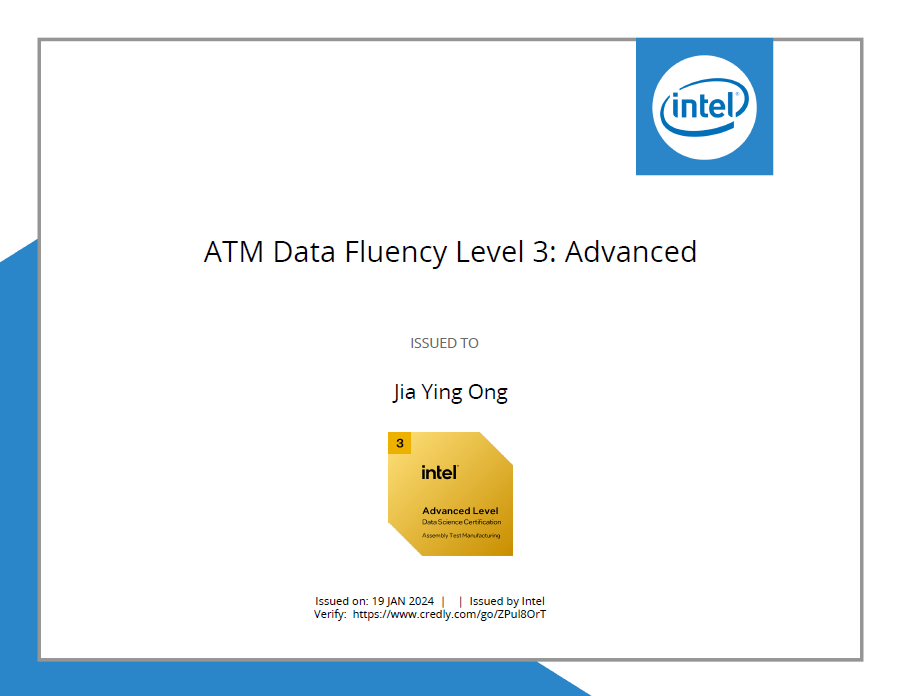 intel
ATM Data Fluency Level 3: Advanced
ISSUED TO
Jia Ying Ong
3
intel
Advanced Level
Data Science Certification
Assembly Test Manufacturing
Issued on: 19 JAN 2024 | | Issued by Intel
Verify: https://www.credly.com/go/ZPul8OrT